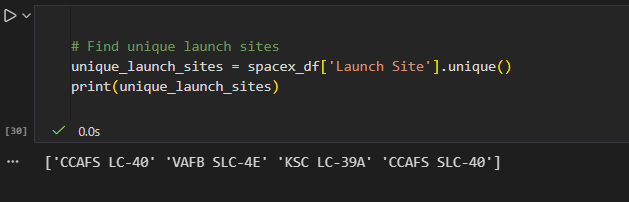 # Find unique launch sites
unique_launch_sites = spacex_df['Launch Site'].unique()
print(unique_launch_sites)
[30]
0.0s
...
['CCAFS LC-40' 'VAFB SLC-4E' 'KSC LC-39A' 'CCAFS SLC-40']